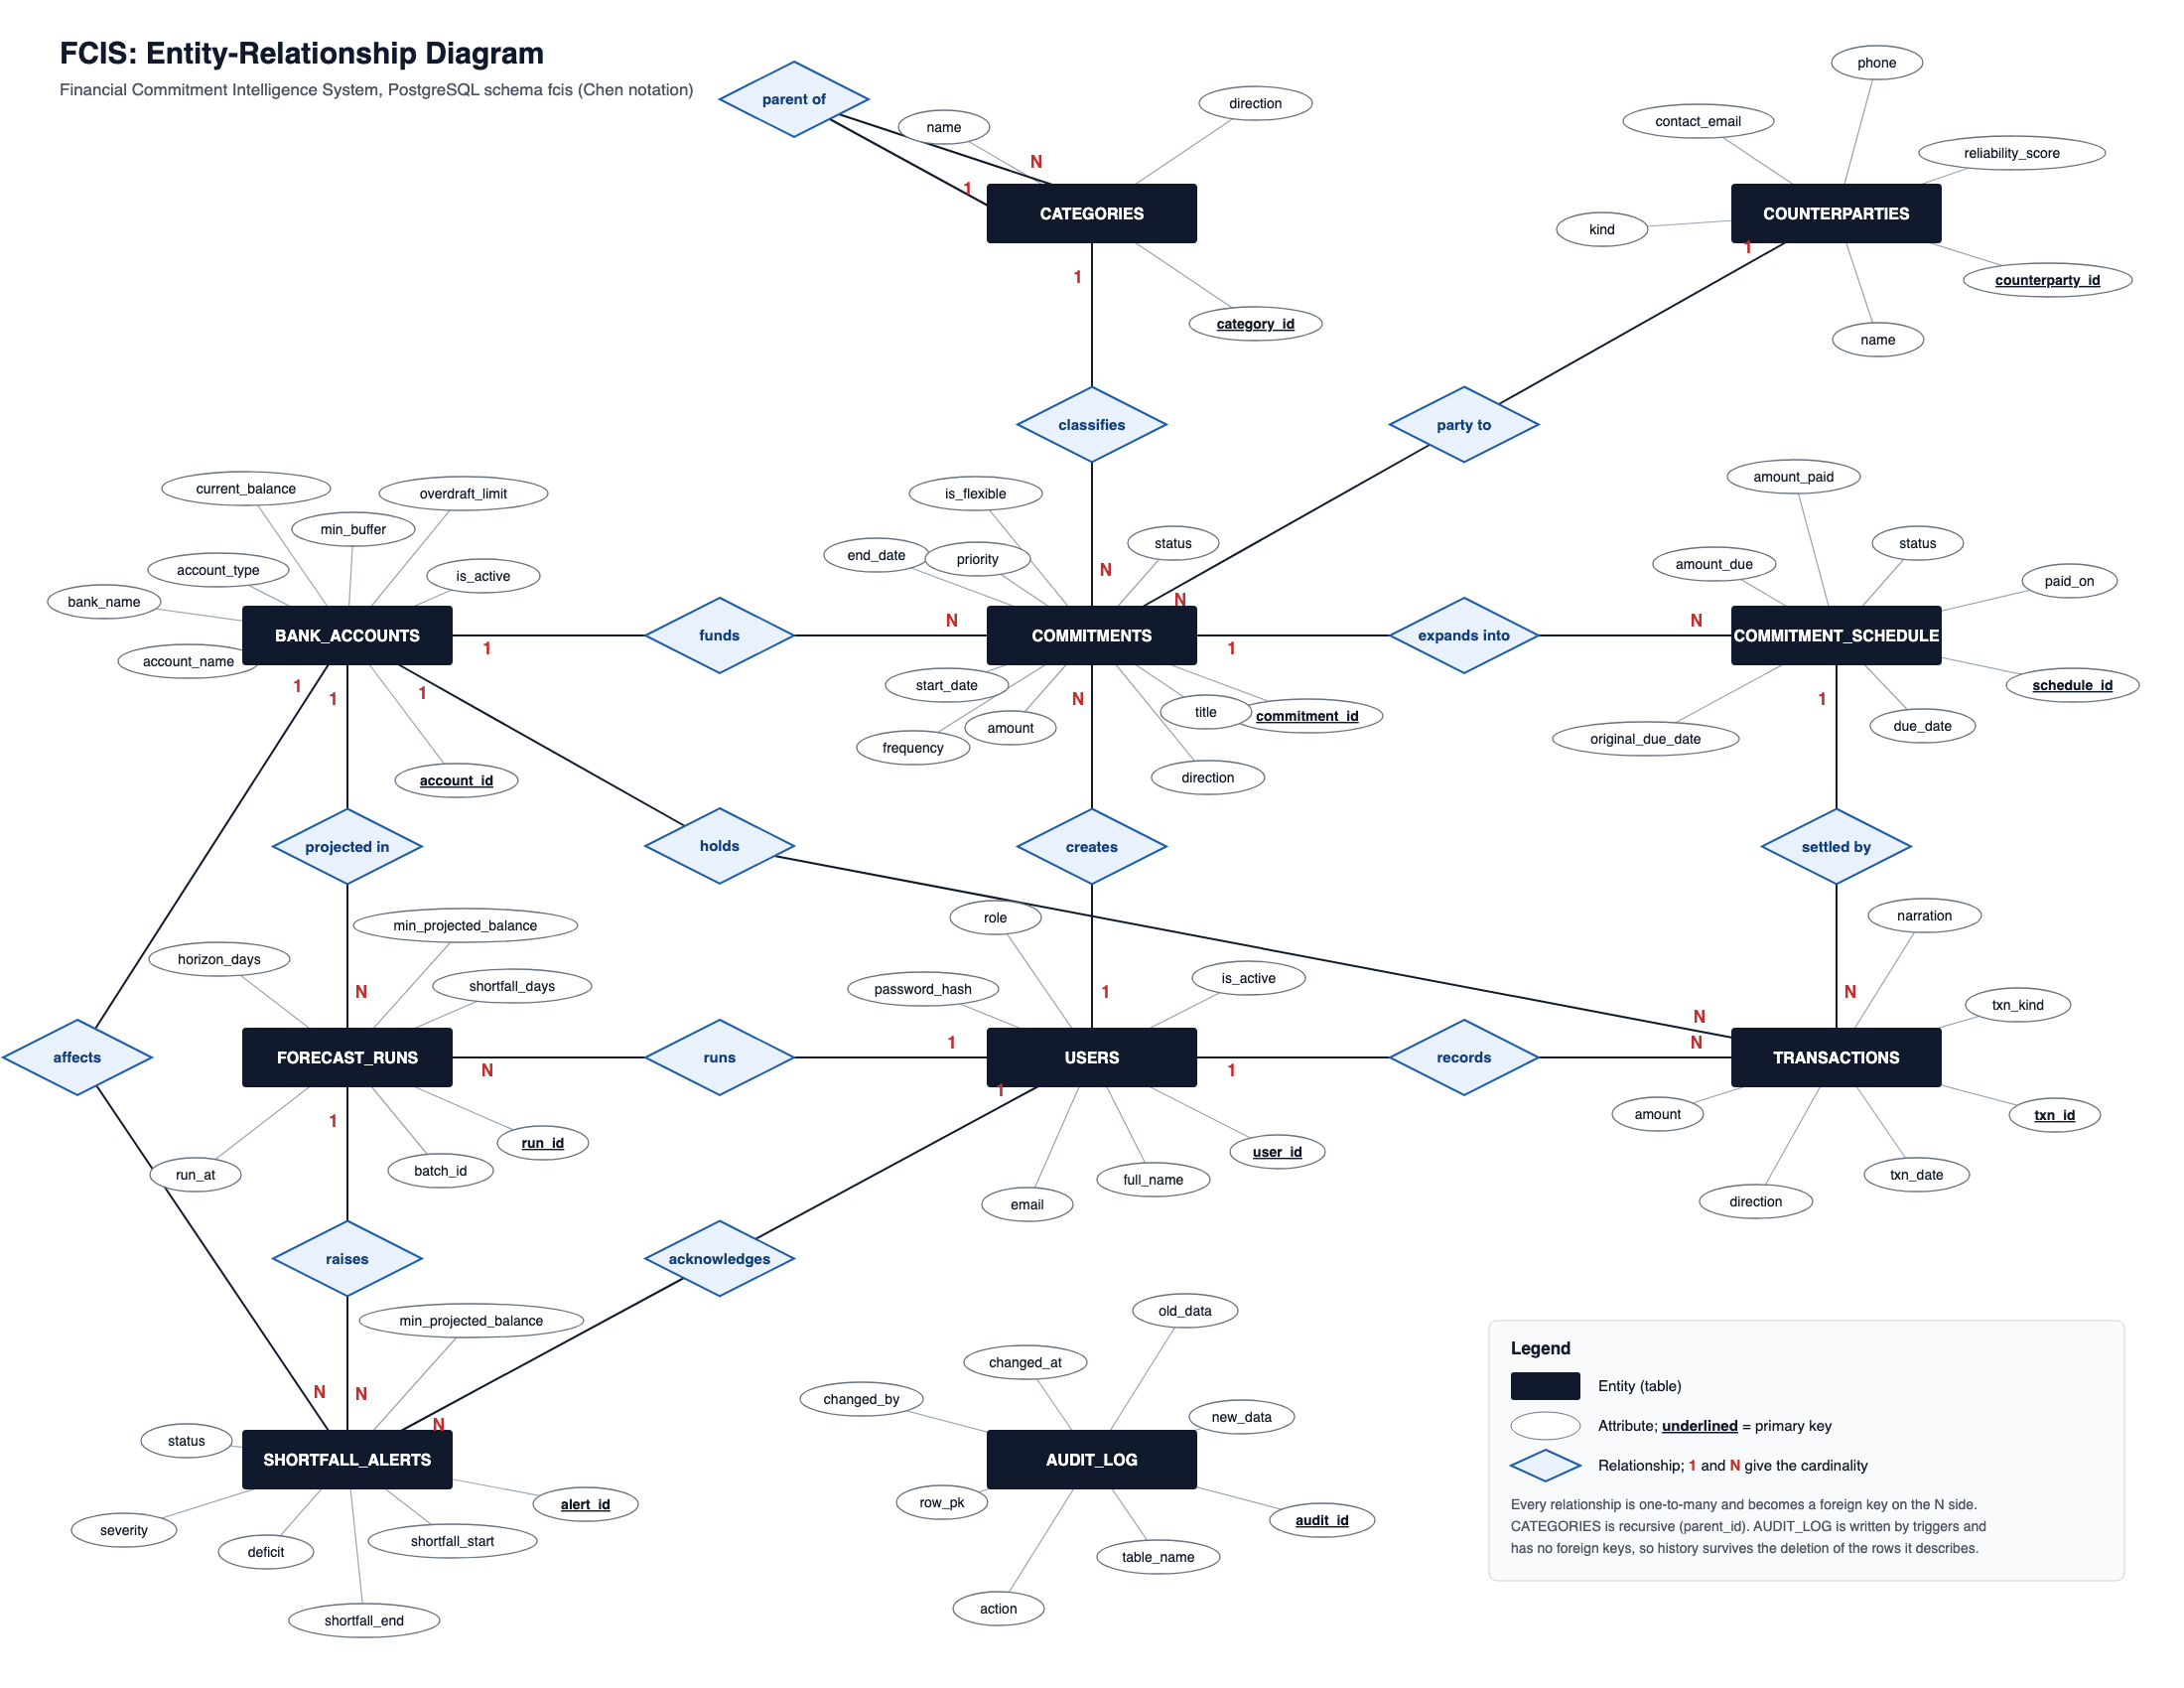 FCIS: Entity-Relationship Diagram
Financial Commitment Intelligence System, PostgreSQL schema fcis (Chen notation)
parent of
name
direction
N
1
CATEGORIES
1
category_id
phone
contact_email
reliability_score
kind
COUNTERPARTIES
1
counterparty_id
name
classifies
party to
current_balance
overdraft_limit
min_buffer
account_type
is_active
bank_name
BANK_ACCOUNTS
account_name
1
1
1
1
account_id
funds
is_flexible
end_date
priority
status
N
N
N
COMMITMENTS
1
start_date
N
title
commitment_id
amount
frequency
direction
expands into
amount_paid
amount_due
status
paid_on
N
COMMITMENT_SCHEDULE
1
schedule_id
original_due_date
due_date
projected in
holds
creates
settled by
min_projected_balance
horizon_days
shortfall_days
N
affects
FORECAST_RUNS
N
1
run_id
run_at
batch_id
runs
role
password_hash
is_active
1
1
USERS
1
1
user_id
full_name
email
records
narration
N
txn_kind
N
N
TRANSACTIONS
amount
txn_id
txn_date
direction
raises
acknowledges
min_projected_balance
N
N
N
status
SHORTFALL_ALERTS
alert_id
severity
shortfall_start
deficit
shortfall_end
old_data
changed_at
changed_by
new_data
AUDIT_LOG
row_pk
audit_id
table_name
action
Legend
Entity (table)
Attribute; underlined = primary key
Relationship; 1 and N give the cardinality
Every relationship is one-to-many and becomes a foreign key on the N side.
CATEGORIES is recursive (parent_id). AUDIT_LOG is written by triggers and
has no foreign keys, so history survives the deletion of the rows it describes.